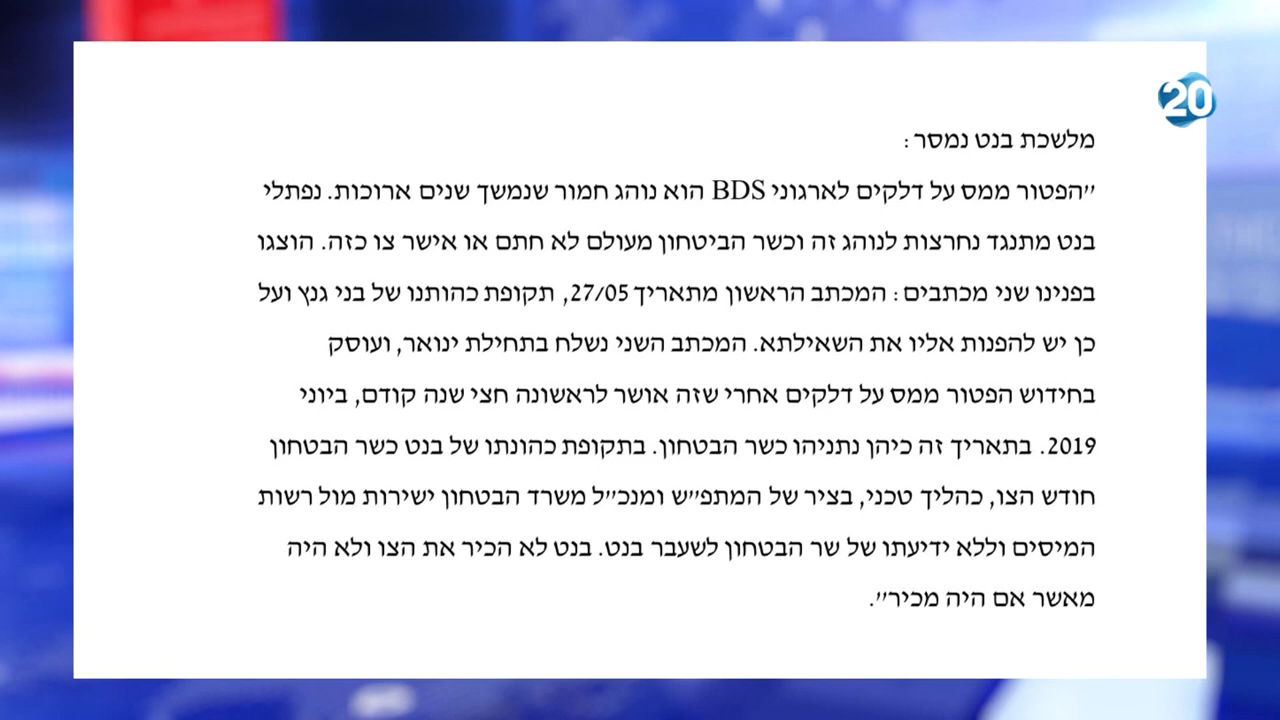 20
מלשכת בנט נמסר:
"הפטור ממס על דלקים לארגוני BDS הוא נוהג חמור שנמשך שנים ארוכות. נפתלי
בנט מתנגד נחרצות לנוהג זה וכשר הביטחון מעולם לא חתם או אישר צו כזה. הוצגו
בפנינו שני מכתבים: המכתב הראשון מתאריך 27/05, תקופת כהותנו של בני גנץ ועל
כן יש להפנות אליו את השאילתא. המכתב השני נשלח בתחילת ינואר, ועוסק
בחידוש הפטור ממס על דלקים אחרי שזה אושר לראשונה חצי שנה קודם, ביוני
2019. בתאריך זה כיהן נתניהו כשר הבטחון. בתקופת כהונתו של בנט כשר הבטחון
חודש הצו, כהליך טכני, בציר של המתפ"ש ומנכ"ל משרד הבטחון ישירות מול רשות
המיסים וללא ידיעתו של שר הבטחון לשעבר בנט. בנט לא הכיר את הצו ולא היה
מאשר אם היה מכיר".